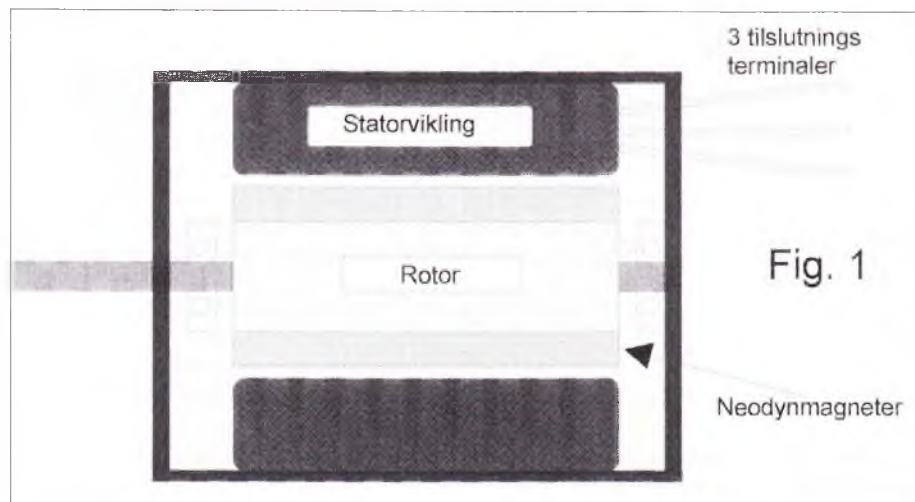 3 tilslutnings
terminaler
Statorvikling
Rotor
Fig. 1
Neodynmagneter